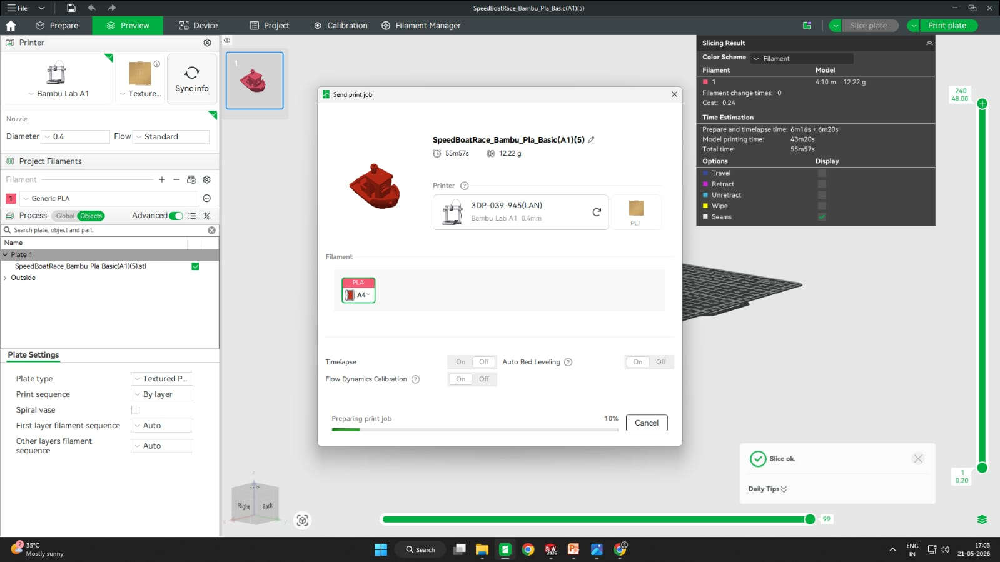 File
SpeedBoatRace_Bambu_Pla_Basic(A1)(5)
Prepare
Preview
Device
Project
Calibration
Filament Manager
Slice plate
Print plate
Printer
Bambu Lab A1
Texture...
Sync info
Nozzle
Diameter
0.4
Flow
Standard
Project Filaments
Filament
1
Generic PLA
Process
Global
Objects
Advanced
Search plate, object and part.
Name
Plate 1
SpeedBoatRace_Bambu Pla Basic(A1)(5).stl
Outside
Plate Settings
Plate type
Textured P...
Print sequence
By layer
Spiral vase
First layer filament sequence
Auto
Other layers filament
sequence
Auto
1
Send print job
SpeedBoatRace_Bambu_Pla_Basic(A1)(5)
55m57s
12.22 g
Printer
3DP-039-945(LAN)
Bambu Lab A1 0.4mm
PEI
Filament
PLA
A4
Timelapse
On
Off
Auto Bed Leveling
On
Off
Flow Dynamics Calibration
On
Off
Preparing print job
10%
Cancel
Slicing Result
Color Scheme
Filament
Filament
Model
1
4.10 m 12.22 g
Filament change times: 0
Cost: 0.24
Time Estimation
Prepare and timelapse time: 6m16s + 6m20s
Model printing time: 43m20s
Total time: 55m57s
Options
Display
Travel
Retract
Unretract
Wipe
Seams
240
48.00
1
0.20
Slice ok.
Daily Tips
Right
Back
z
x
y
99
2
35°C
Mostly sunny
Search
SW
2026
ENG
IN
17:03
21-05-2026